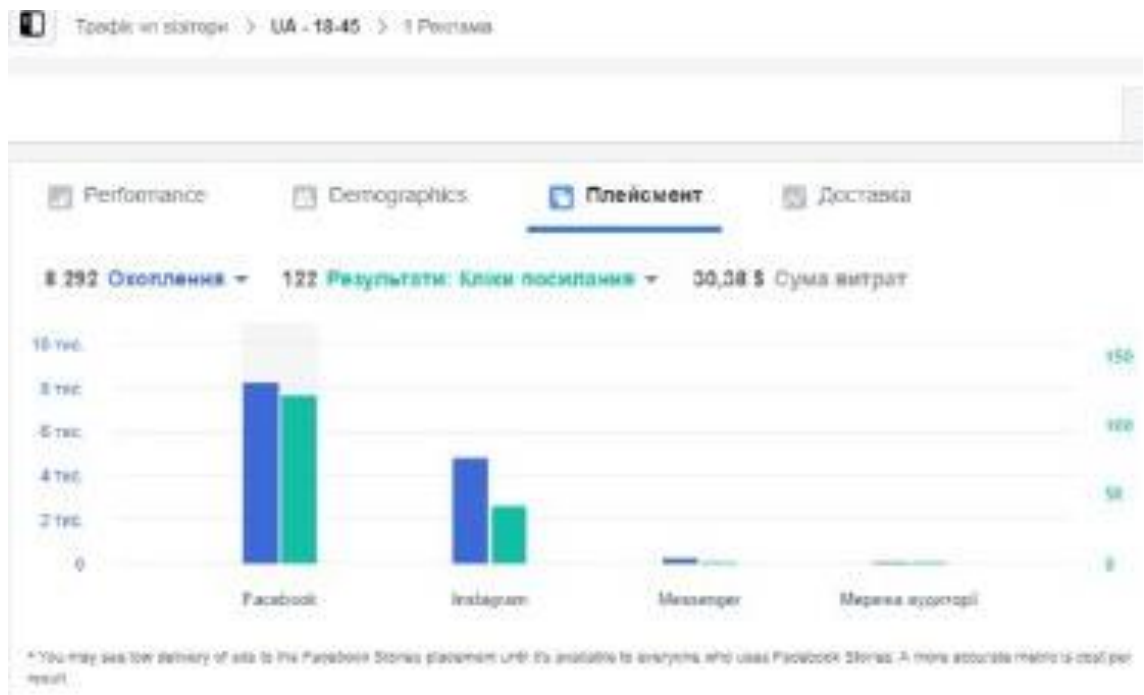 UA - 18-45 > 1 Реклама
Performance Demographics Плейсмент Доставка
8 292 Охоплення 122 Результати: Кліки посилання 30,38 $ Сума витрат
10 тис.
150
8 тис.
6 тис.
100
4 тис.
50
2 тис.
0 0
Facebook Instagram Messenger Мережа аудиторії
* You may see low delivery of ads to the Facebook Stories placement until it's available to everyone who uses Facebook Stories. A more accurate metric is cost per
result.